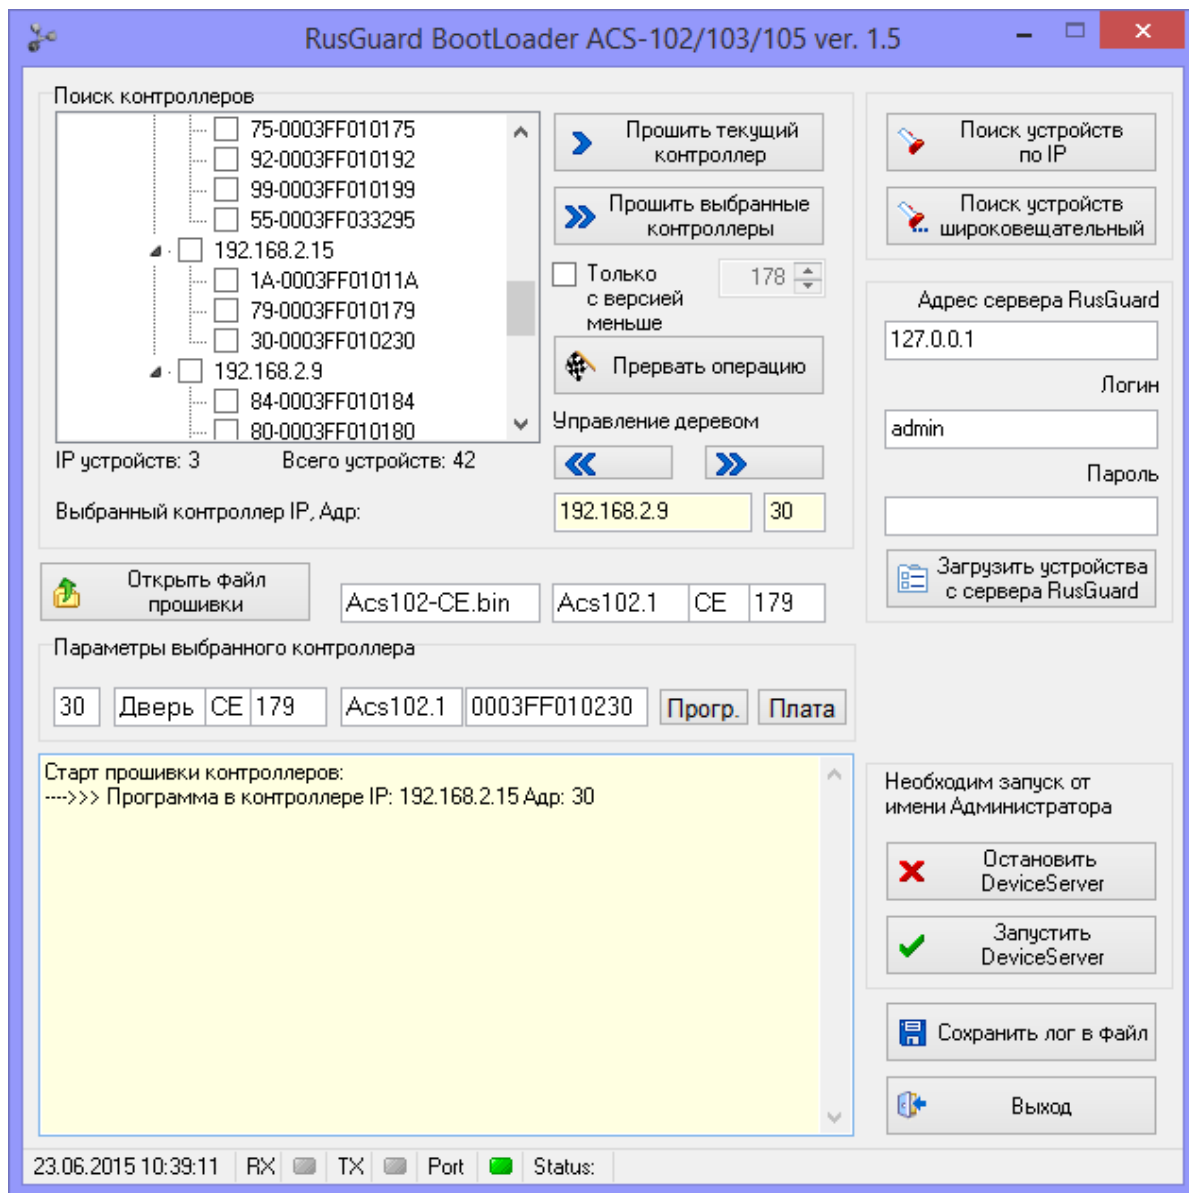 RusGuard BootLoader ACS-102/103/105 ver. 1.5
Поиск контроллеров
75-0003FF010175
92-0003FF010192
99-0003FF010199
55-0003FF033295
192.168.2.15
1A-0003FF01011A
79-0003FF010179
30-0003FF010230
192.168.2.9
84-0003FF010184
80-0003FF010180
IP устройств: 3 Всего устройств: 42
Выбранный контроллер IP, Адр:
Прошить текущий
контроллер
Прошить выбранные
контроллеры
Только
с версией
меньше
178
Прервать операцию
Управление деревом
192.168.2.9 30
Поиск устройств
по IP
Поиск устройств
широковещательный
Адрес сервера RusGuard
127.0.0.1
Логин
admin
Пароль
Загрузить устройства
с сервера RusGuard
Открыть файл
прошивки
Acs102-CE.bin Acs102.1 CE 179
Параметры выбранного контроллера
30 Дверь CE 179 Acs102.1 0003FF010230 Прогр. Плата
Старт прошивки контроллеров:
---->>> Программа в контроллере IP: 192.168.2.15 Адр: 30
Необходим запуск от
имени Администратора
Остановить
DeviceServer
Запустить
DeviceServer
Сохранить лог в файл
Выход
23.06.2015 10:39:11 RX TX Port Status: